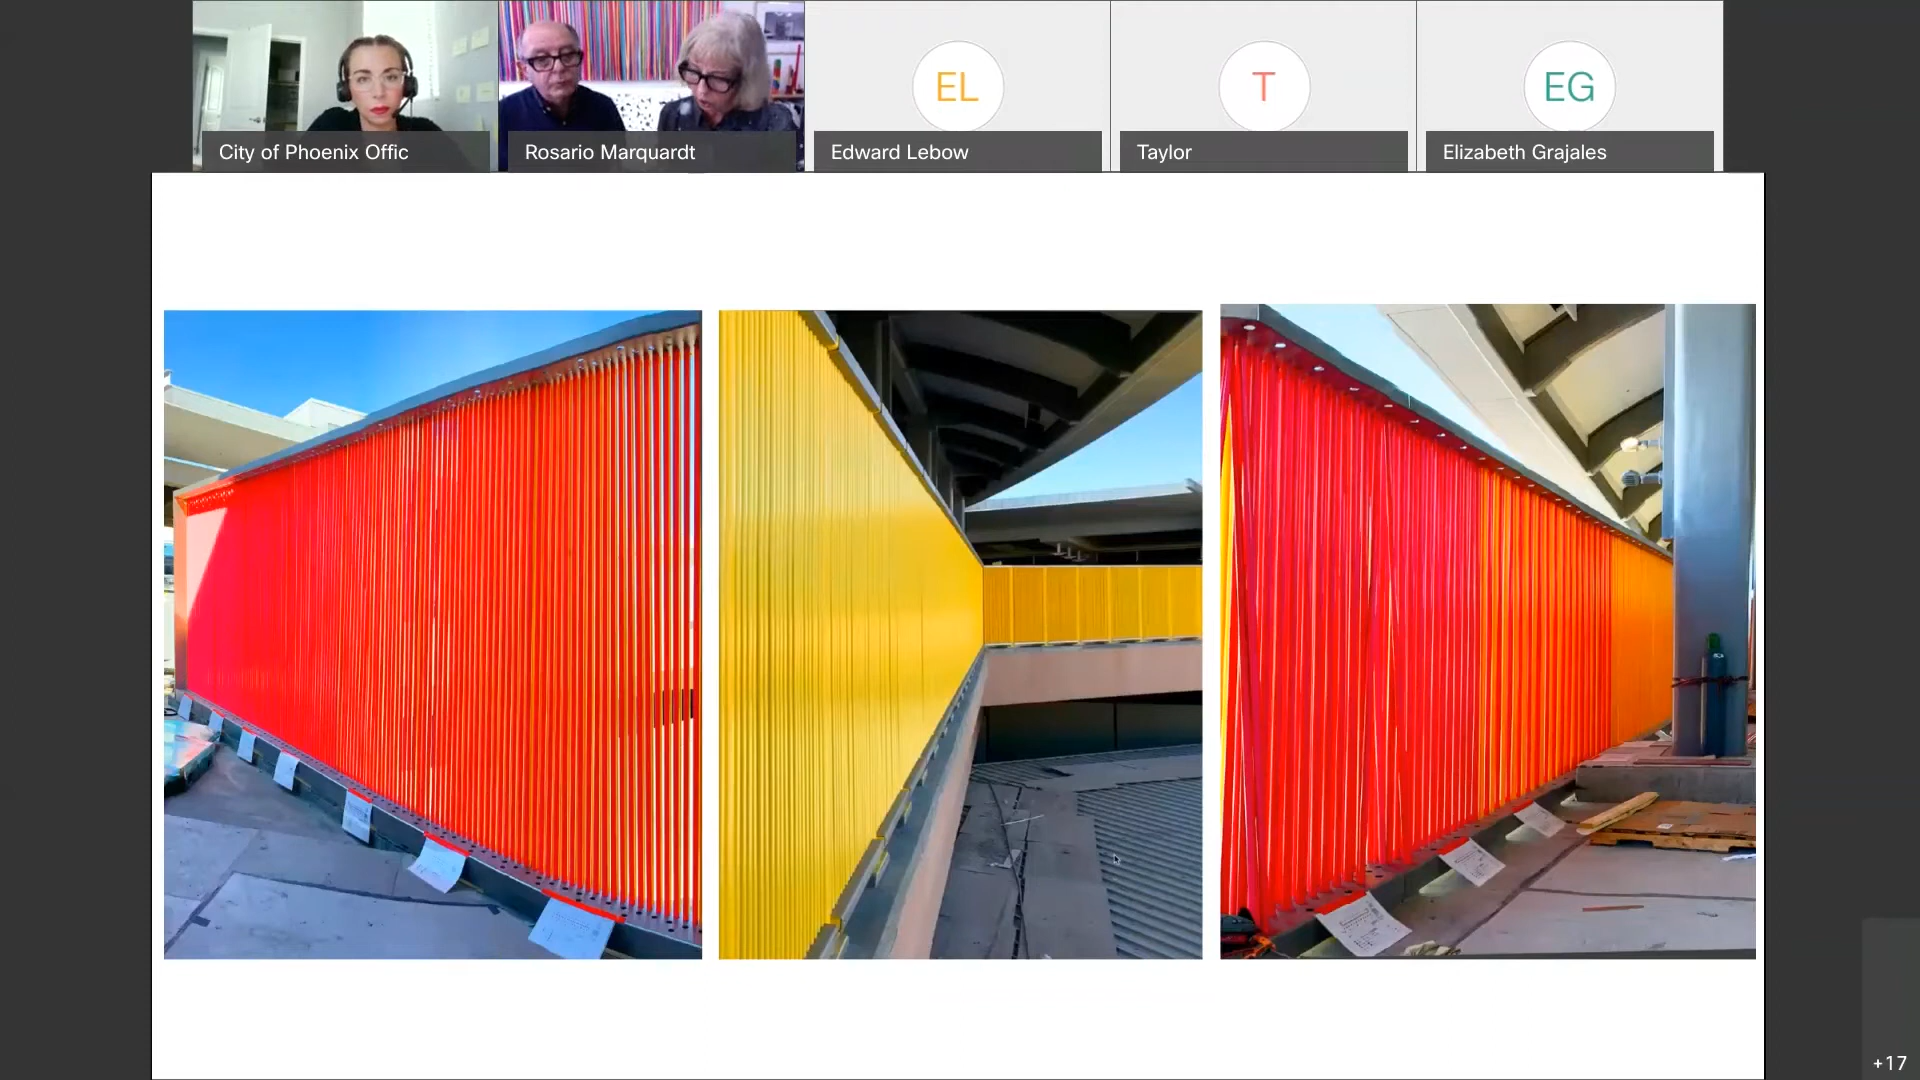 City of Phoenix Offic
Rosario Marquardt
EL
Edward Lebow
T
Taylor
EG
Elizabeth Grajales
+17